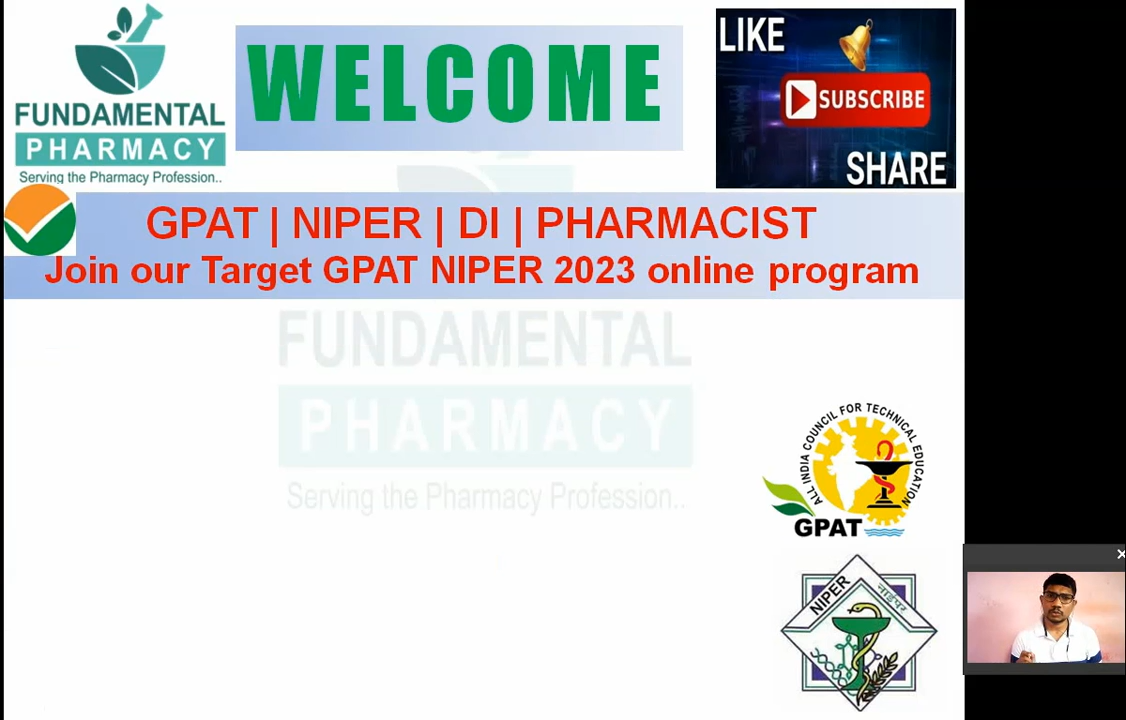 FUNDAMENTAL
PHARMACY
Serving the Pharmacy Profession..
WELCOME
LIKE
SUBSCRIBE
SHARE
GPAT | NIPER | DI | PHARMACIST
Join our Target GPAT NIPER 2023 online program
FUNDAMENTAL
PHARMACY
Serving the Pharmacy Profession..
ALL INDIA COUNCIL FOR TECHNICAL EDUCATION
GPAT
NIPER
नाईपर